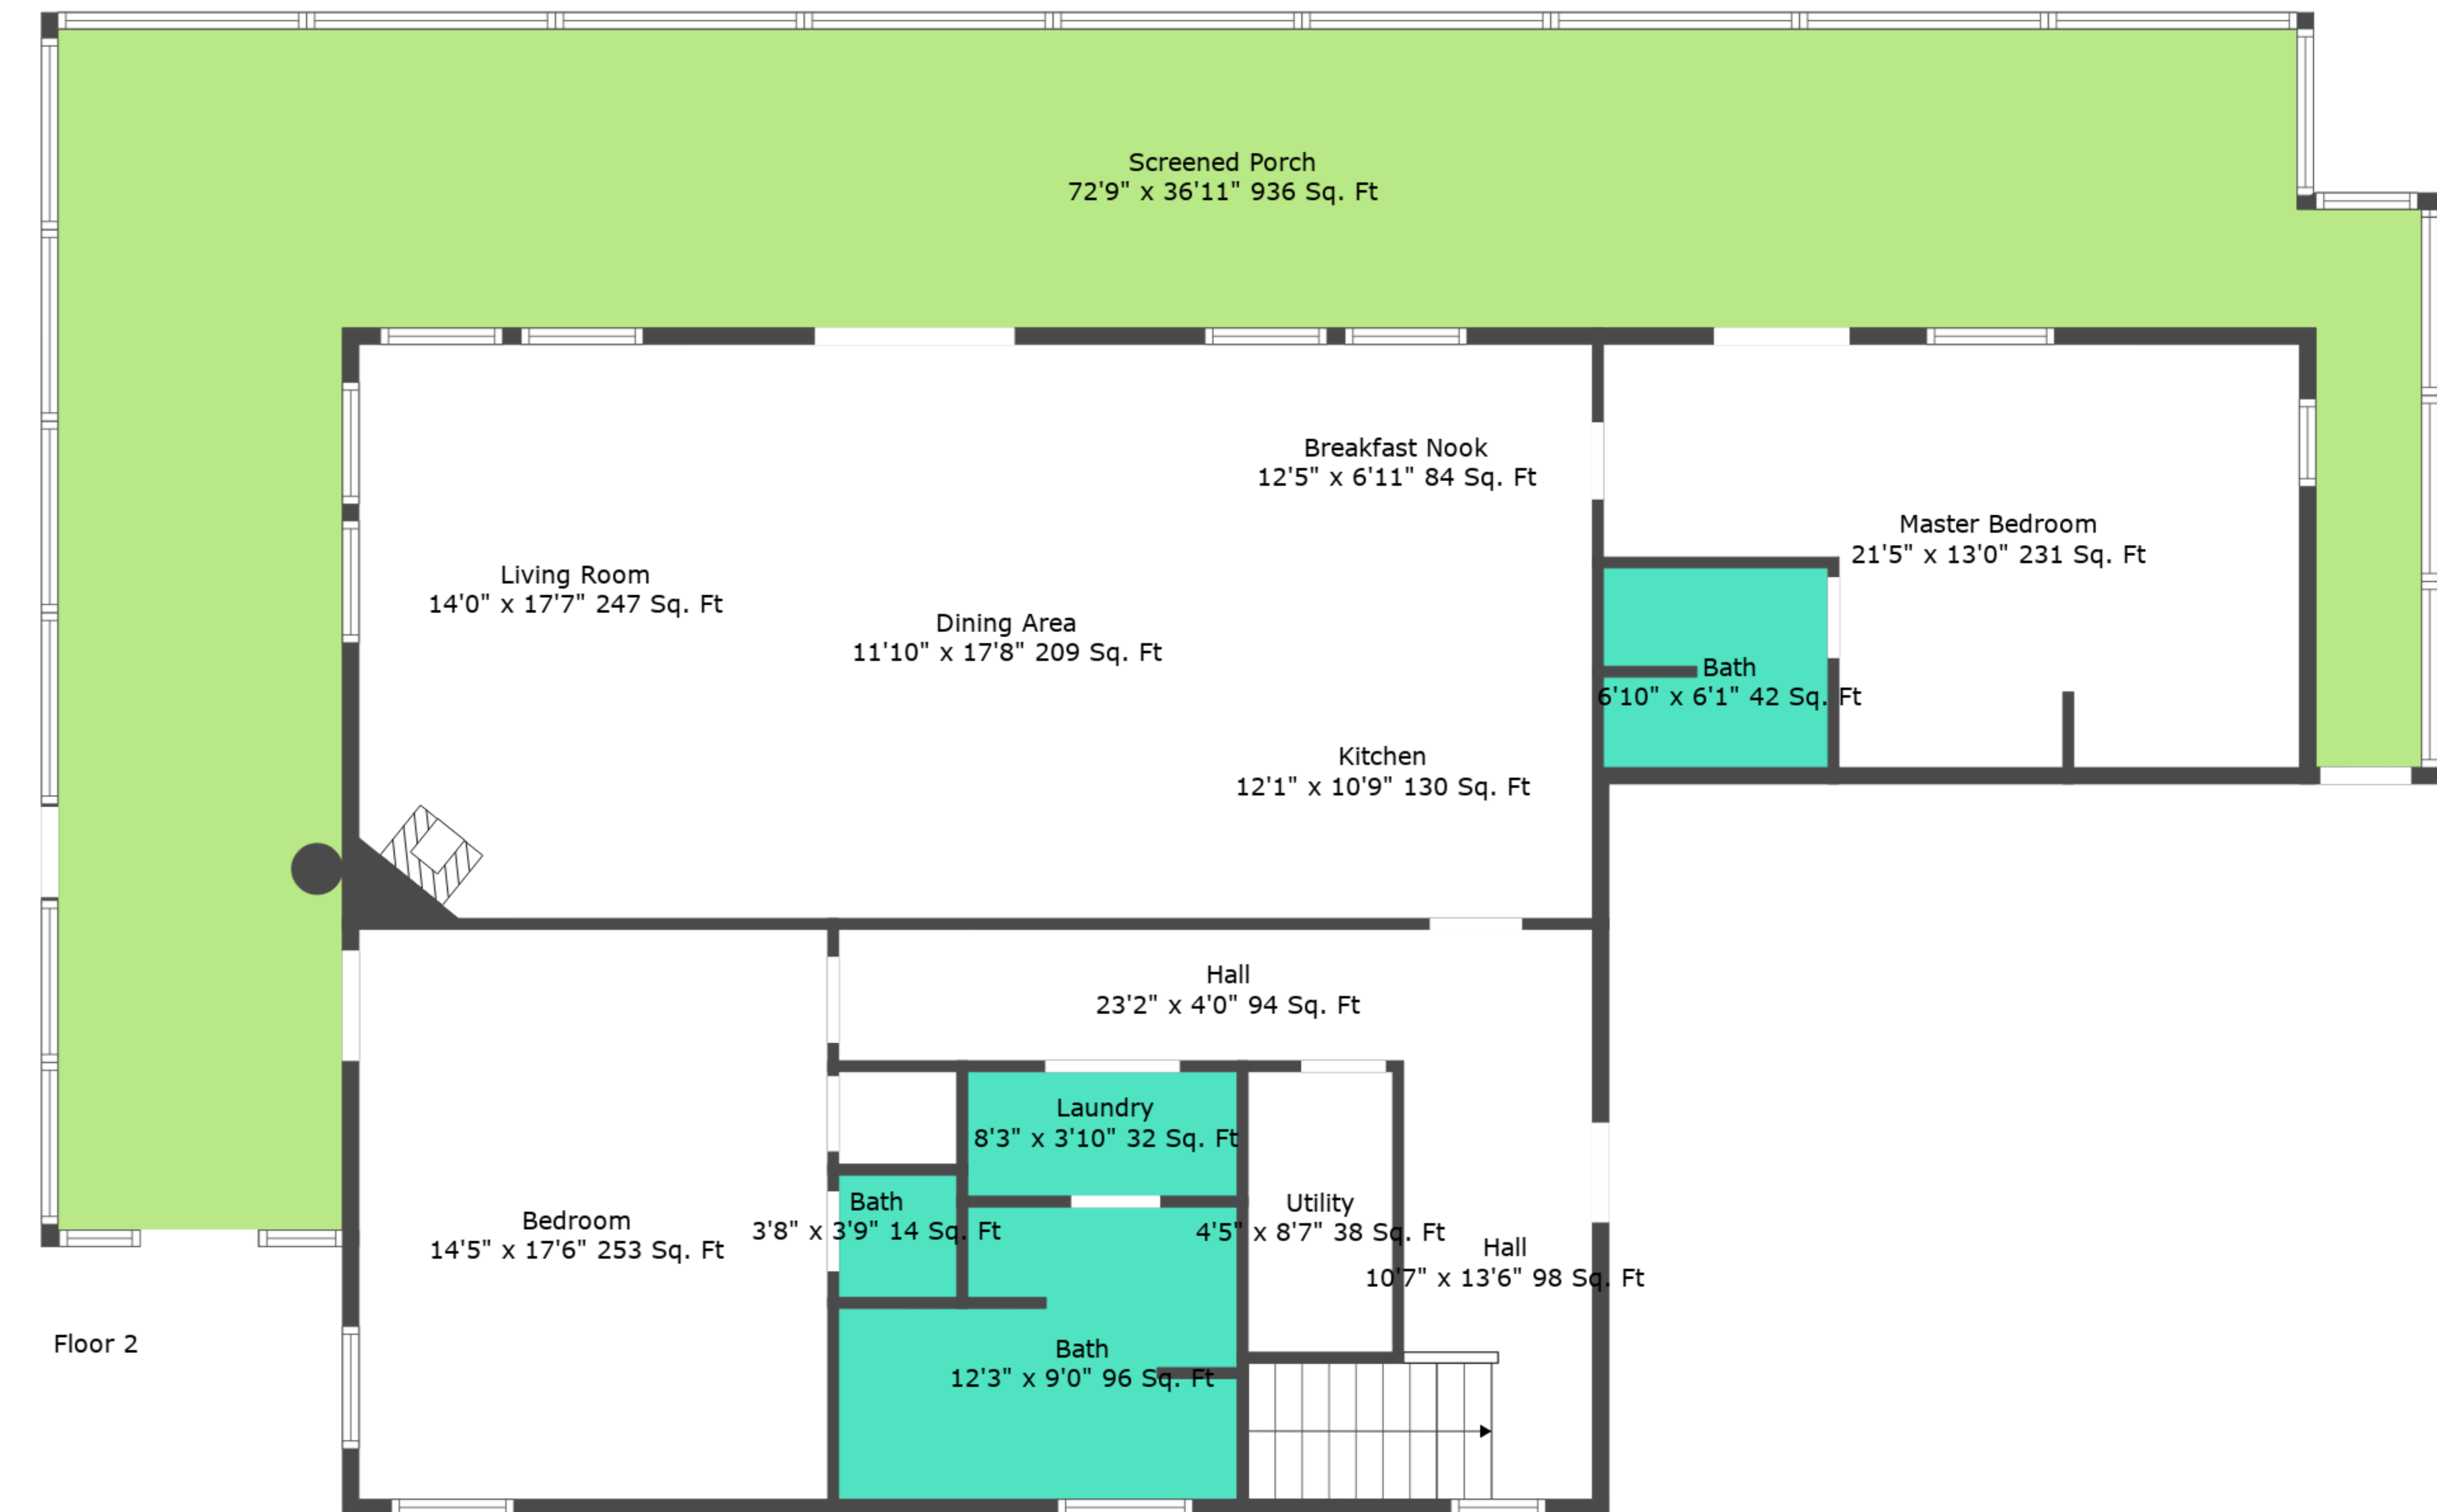 Screened Porch
72'9" x 36'11" 936 Sq. Ft
Breakfast Nook
12'5" x 6'11" 84 Sq. Ft
Master Bedroom
21'5" x 13'0" 231 Sq. Ft
Living Room
14'0" x 17'7" 247 Sq. Ft
Dining Area
11'10" x 17'8" 209 Sq. Ft
Bath
6'10" x 6'1" 42 Sq. Ft
Kitchen
12'1" x 10'9" 130 Sq. Ft
Hall
23'2" x 4'0" 94 Sq. Ft
Laundry
8'3" x 3'10" 32 Sq. Ft
Bath
3'8" x 3'9" 14 Sq. Ft
Utility
4'5" x 8'7" 38 Sq. Ft
Bedroom
14'5" x 17'6" 253 Sq. Ft
Hall
10'7" x 13'6" 98 Sq. Ft
Floor 2
Bath
12'3" x 9'0" 96 Sq. Ft